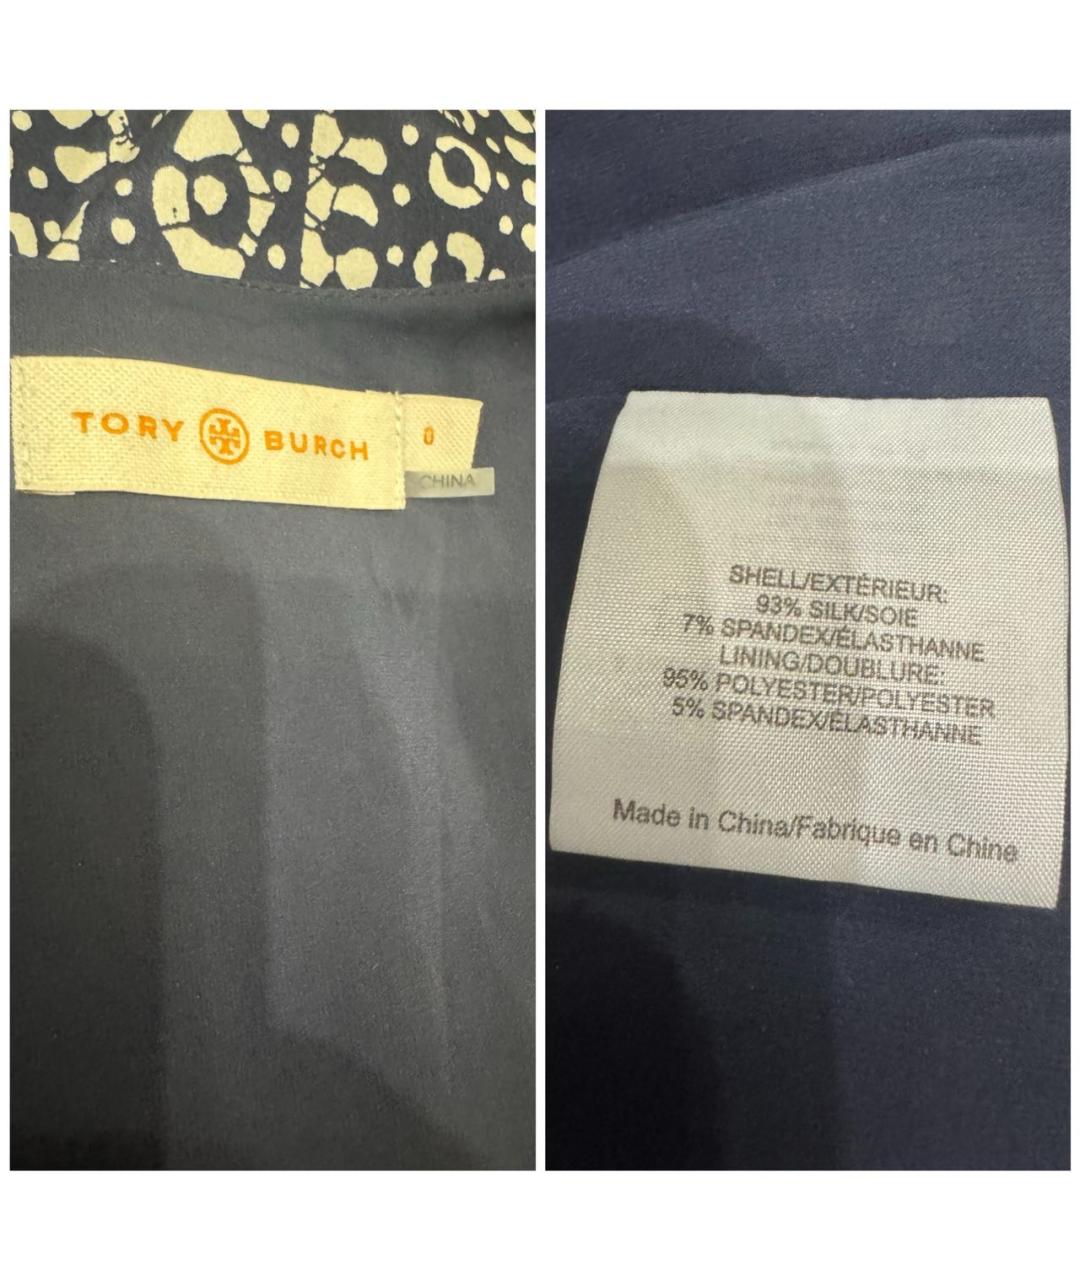 TORY BURCH
0
CHINA
SHELL/EXTÉRIEUR:
93% SILK/SOIE
7% SPANDEX/ÉLASTHANNE
LINING/DOUBLURE:
95% POLYESTER/POLYESTER
5% SPANDEX/ÉLASTHANNE
Made in China/Fabrique en Chine